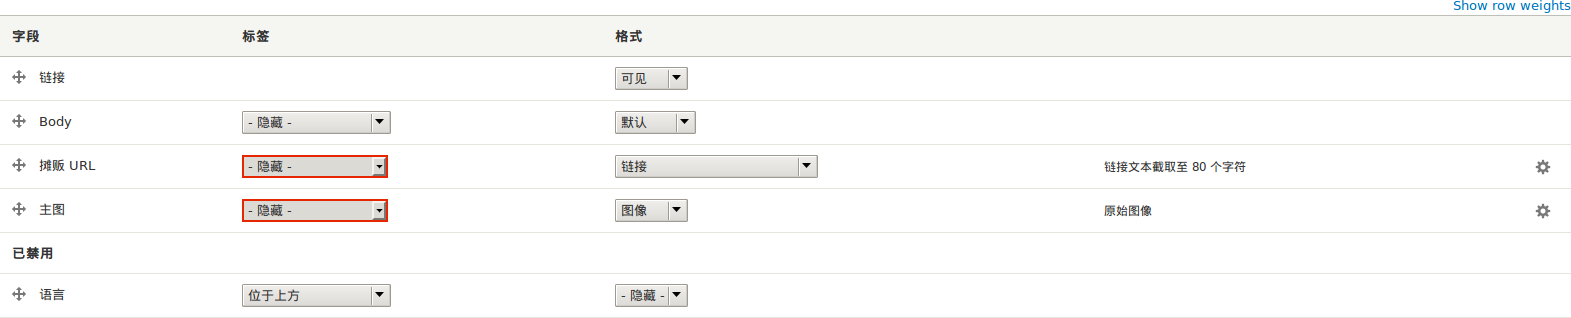 Show row weights
字段 标签 格式
链接 可见
Body - 隐藏 - 默认
摊贩 URL - 隐藏 - 链接 链接文本截取至 80 个字符
主图 - 隐藏 - 图像 原始图像
已禁用
语言 位于上方 - 隐藏 -